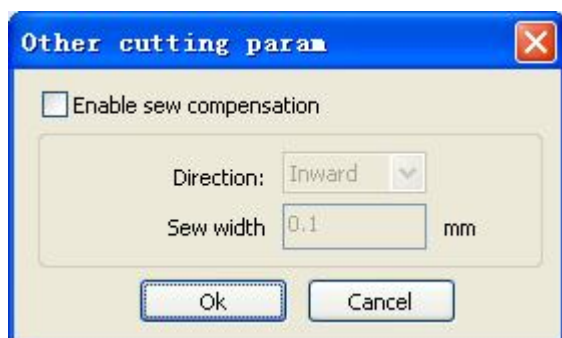 Other cutting param
Enable sew compensation
Direction: Inward
Sew width 0.1 mm
Ok Cancel